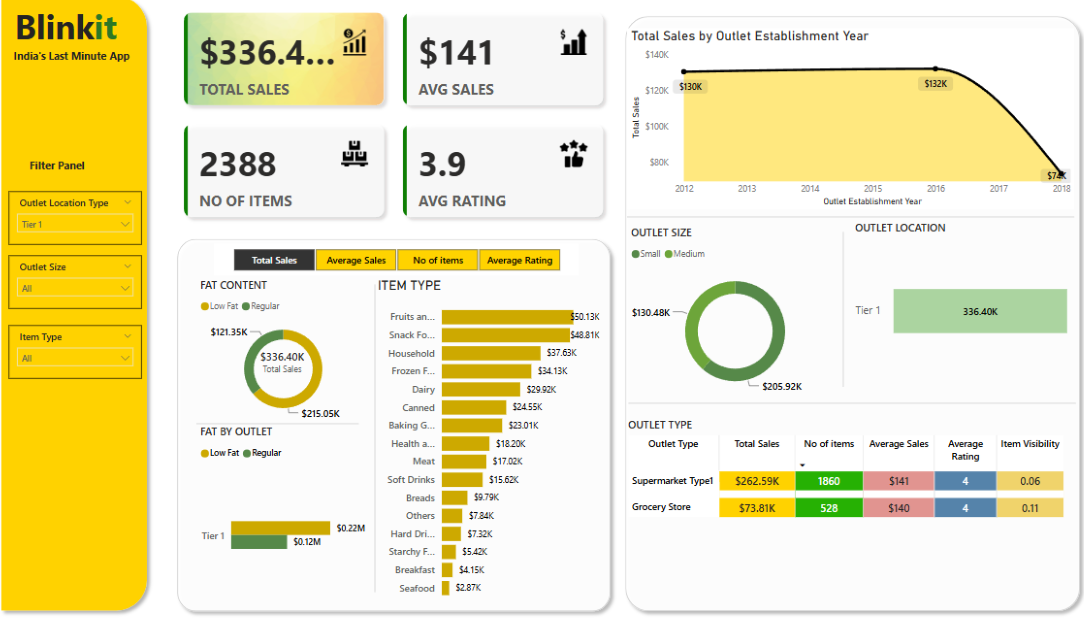 Blinkit
India's Last Minute App
Filter Panel
Outlet Location Type
Tier 1
Outlet Size
All
Item Type
All
$336.4...
TOTAL SALES
$141
AVG SALES
2388
NO OF ITEMS
3.9
AVG RATING
Total Sales Average Sales No of items Average Rating
FAT CONTENT
Low Fat Regular
$121.35K
$336.40K
Total Sales
$215.05K
FAT BY OUTLET
Low Fat Regular
Tier 1
$0.22M
$0.12M
ITEM TYPE
Fruits an... $50.13K
Snack Fo... $48.81K
Household $37.63K
Frozen F... $34.13K
Dairy $29.92K
Canned $24.55K
Baking G... $23.01K
Health a... $18.20K
Meat $17.02K
Soft Drinks $15.62K
Breads $9.79K
Others $7.84K
Hard Dri... $7.32K
Starchy F... $5.42K
Breakfast $4.15K
Seafood $2.87K
Total Sales by Outlet Establishment Year
Total Sales
$140K
$120K
$100K
$80K
$130K
$132K
$74K
2012 2013 2014 2015 2016 2017 2018
Outlet Establishment Year
OUTLET SIZE
Small Medium
$130.48K
$205.92K
OUTLET LOCATION
Tier 1 336.40K
OUTLET TYPE
Outlet Type Total Sales No of items Average Sales Average Rating Item Visibility
Supermarket Type1 $262.59K 1860 $141 4 0.06
Grocery Store $73.81K 528 $140 4 0.11